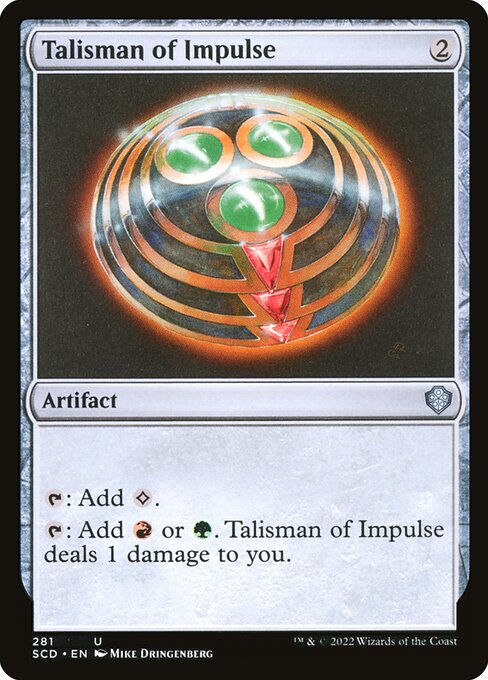 Talisman of Impulse 2
Artifact
: Add .
: Add or . Talisman of Impulse
deals 1 damage to you.
281 U
SCD • EN Mike Dringenberg
™ & © 2022 Wizards of the Coast